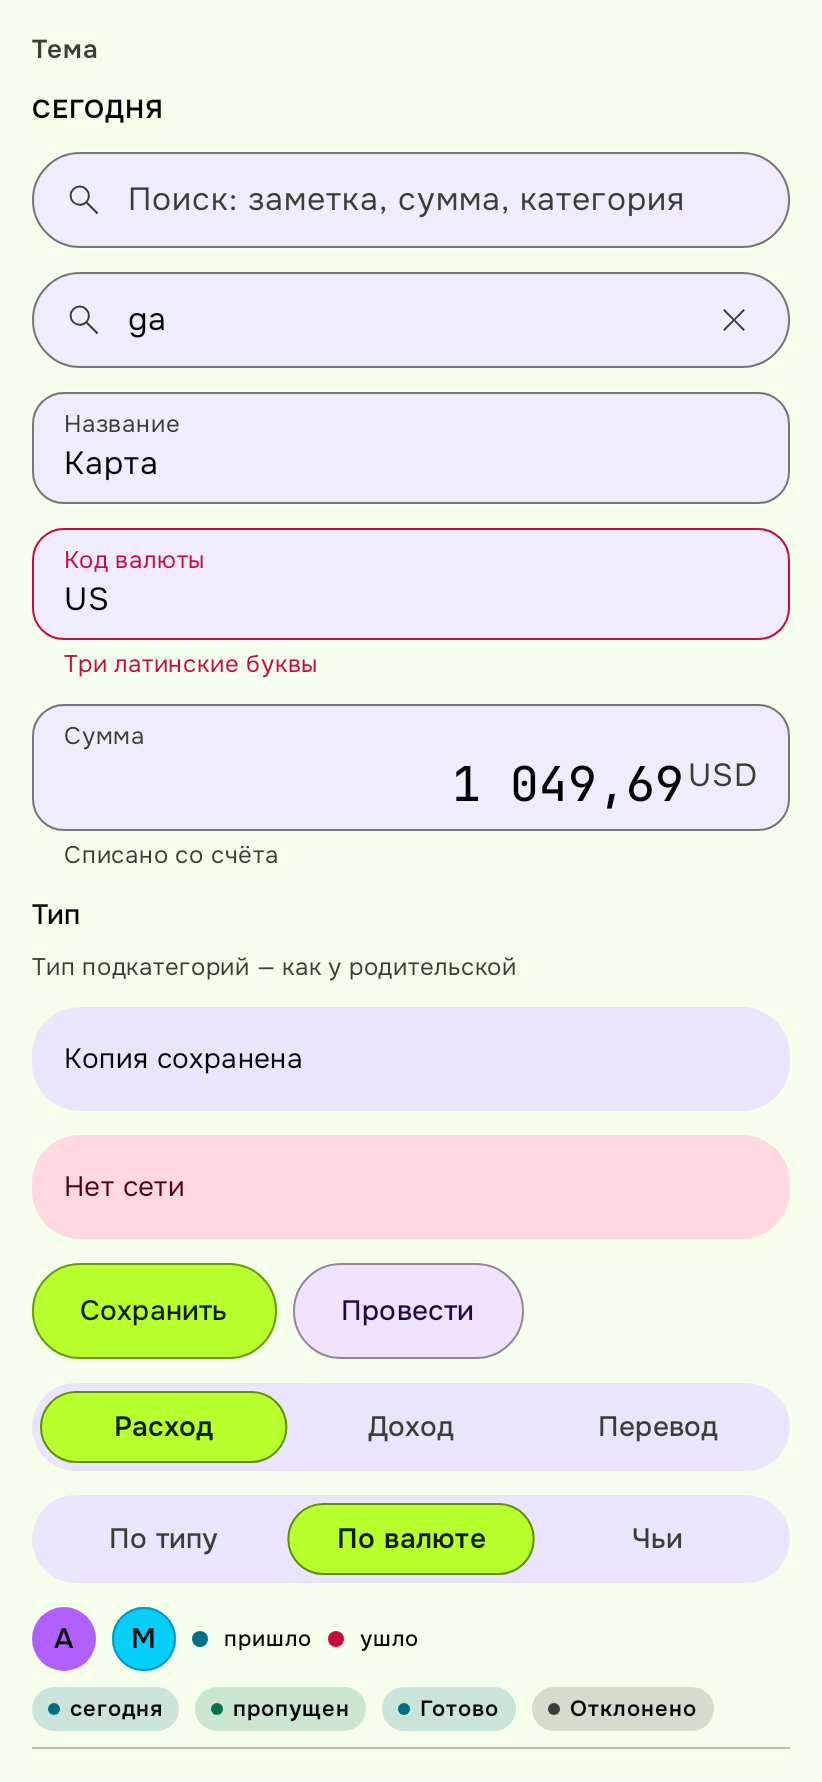 Тема
СЕГОДНЯ
Поиск: заметка, сумма, категория
ga
Название
Карта
Код валюты
US
Три латинские буквы
Сумма
1 049,69 USD
Списано со счёта
Тип
Тип подкатегорий — как у родительской
Копия сохранена
Нет сети
Сохранить Провести
Расход Доход Перевод
По типу По валюте Чьи
А М пришло ушло
сегодня пропущен Готово Отклонено